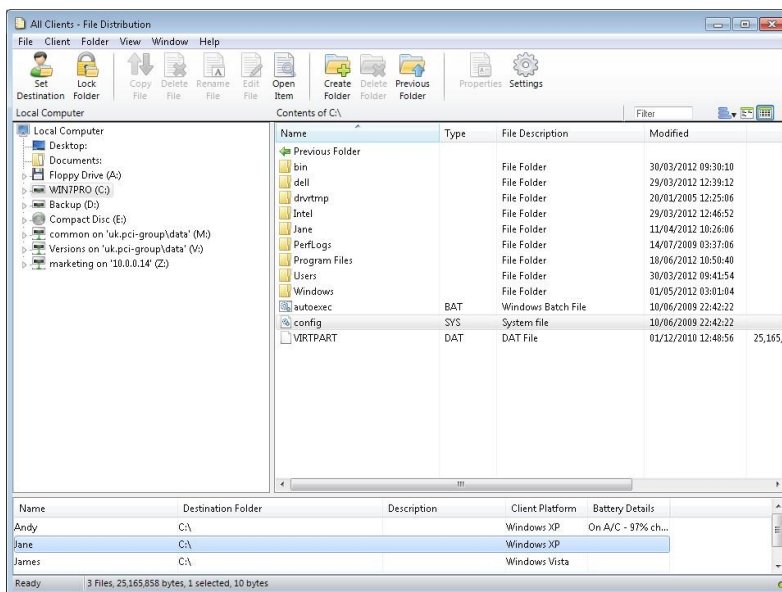 All Clients - File Distribution
File Client Folder View Window Help
Set Destination
Lock Folder
Copy File
Delete File
Rename File
Edit File
Open Item
Create Folder
Delete Folder
Previous Folder
Properties
Settings
Local Computer
Contents of C:\
Filter
Local Computer
Desktop:
Documents:
Floppy Drive (A:)
WIN7PRO (C:)
Backup (D:)
Compact Disc (E:)
common on 'uk.pci-group\data' (M:)
Versions on 'uk.pci-group\data' (V:)
marketing on '10.0.0.14' (Z:)
Name Type File Description Modified
Previous Folder
bin File Folder 30/03/2012 09:30:10
dell File Folder 29/03/2012 12:39:12
drvrtmp File Folder 20/01/2005 12:25:06
Intel File Folder 29/03/2012 12:46:52
Jane File Folder 11/04/2012 10:26:06
PerfLogs File Folder 14/07/2009 03:37:06
Program Files File Folder 18/06/2012 10:50:40
Users File Folder 30/03/2012 09:41:54
Windows File Folder 01/05/2012 03:01:04
autoexec BAT Windows Batch File 10/06/2009 22:42:22
config SYS System file 10/06/2009 22:42:22
VIRTPART DAT DAT File 01/12/2010 12:48:56 25,165,
Name Destination Folder Description Client Platform Battery Details
Andy C:\ Windows XP On A/C - 97% ch...
Jane C:\ Windows XP
James C:\ Windows Vista
Ready 3 Files, 25,165,858 bytes, 1 selected, 10 bytes